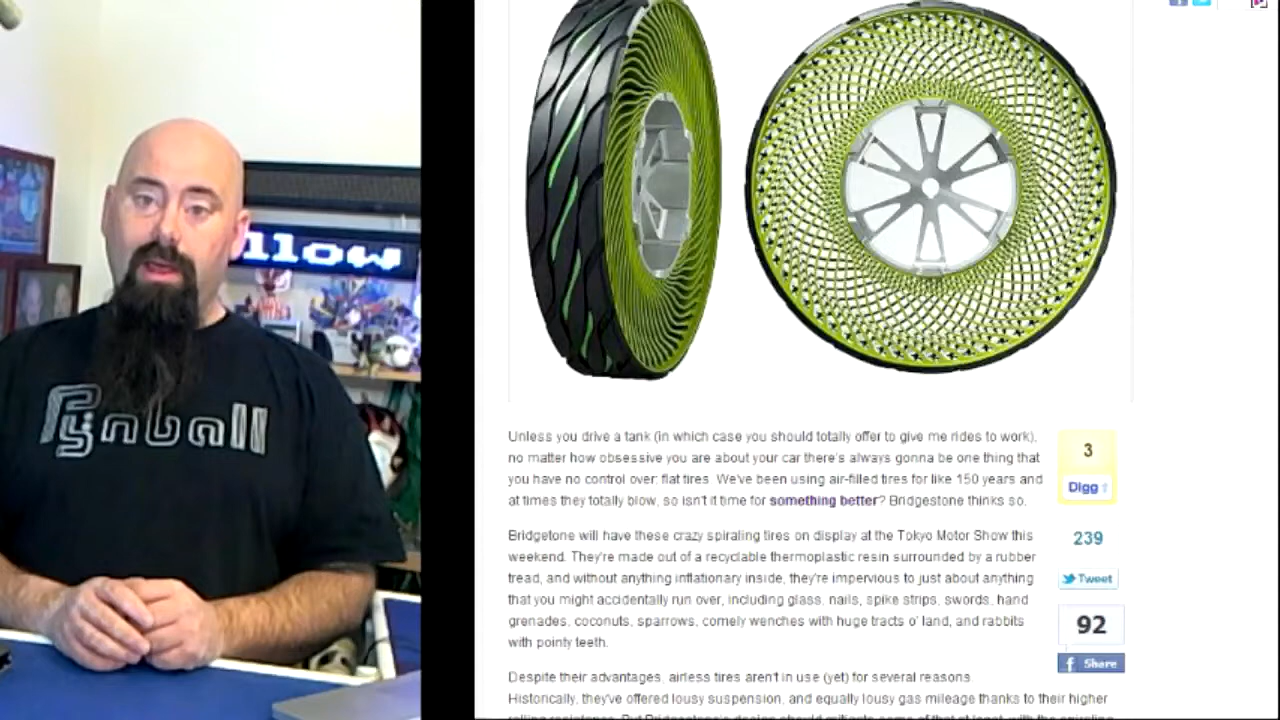 llow
Pynball
Unless you drive a tank (in which case you should totally offer to give me rides to work),
no matter how obsessive you are about your car there's always gonna be one thing that
you have no control over: flat tires. We've been using air-filled tires for like 150 years and
at times they totally blow, so isn't it time for something better? Bridgestone thinks so.
Bridgetone will have these crazy spiraling tires on display at the Tokyo Motor Show this
weekend. They're made out of a recyclable thermoplastic resin surrounded by a rubber
tread, and without anything inflationary inside, they're impervious to just about anything
that you might accidentally run over, including glass, nails, spike strips, swords, hand
grenades, coconuts, sparrows, comely wenches with huge tracts o' land, and rabbits
with pointy teeth.
Despite their advantages, airless tires aren't in use (yet) for several reasons.
Historically, they've offered lousy suspension, and equally lousy gas mileage thanks to their higher
3
Digg
239
Tweet
92
f Share